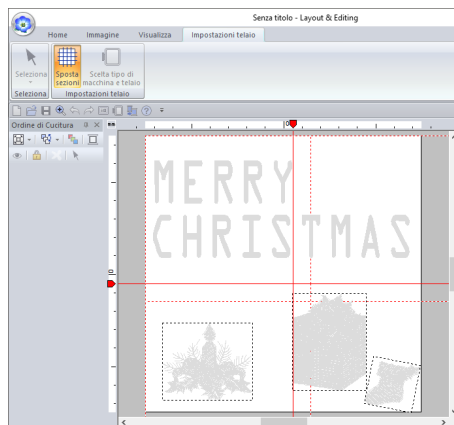 Senza titolo - Layout & Editing
Home Immagine Visualizza Impostazioni telaio
Seleziona
Sposta sezioni
Scelta tipo di macchina e telaio
Seleziona Impostazioni telaio
Ordine di Cucitura
MERRY
CHRISTMAS